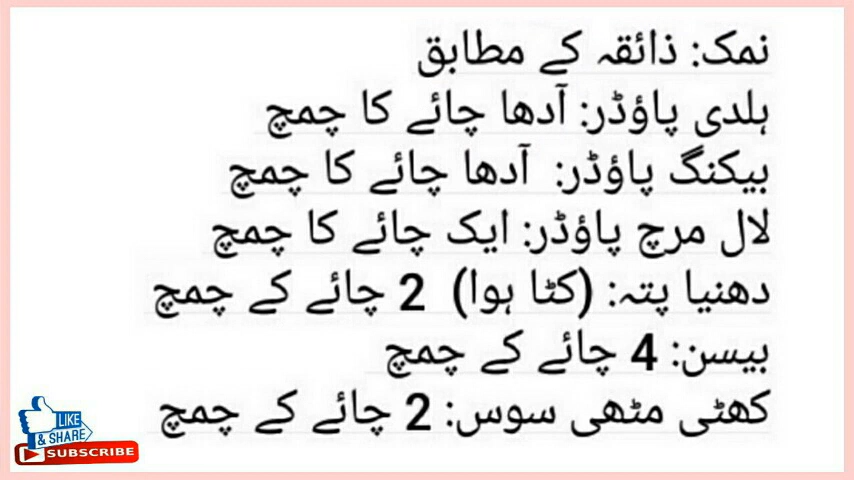 نمک: ذائقہ کے مطابق
ہلدی پاؤڈر: آدھا چائے کا چمچ
بیکنگ پاؤڈر: آدھا چائے کا چمچ
لال مرچ پاؤڈر: ایک چائے کا چمچ
دھنیا پتہ: (کٹا ہوا) 2 چائے کے چمچ
بیسن: 4 چائے کے چمچ
کھٹی مٹھی سوس: 2 چائے کے چمچ
LIKE
& SHARE
SUBSCRIBE